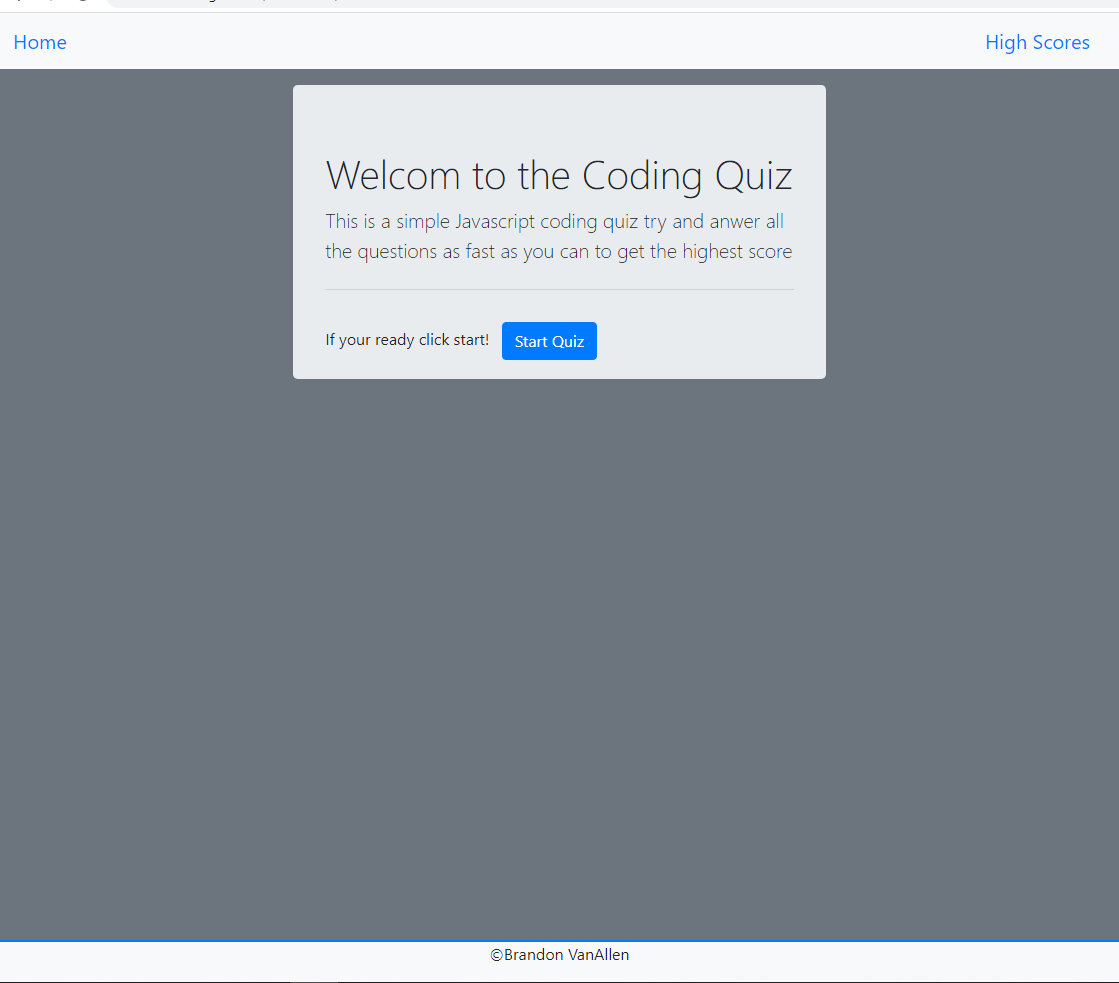 Home
High Scores
Welcom to the Coding Quiz
This is a simple Javascript coding quiz try and anwer all
the questions as fast as you can to get the highest score
If your ready click start!
Start Quiz
©Brandon VanAllen